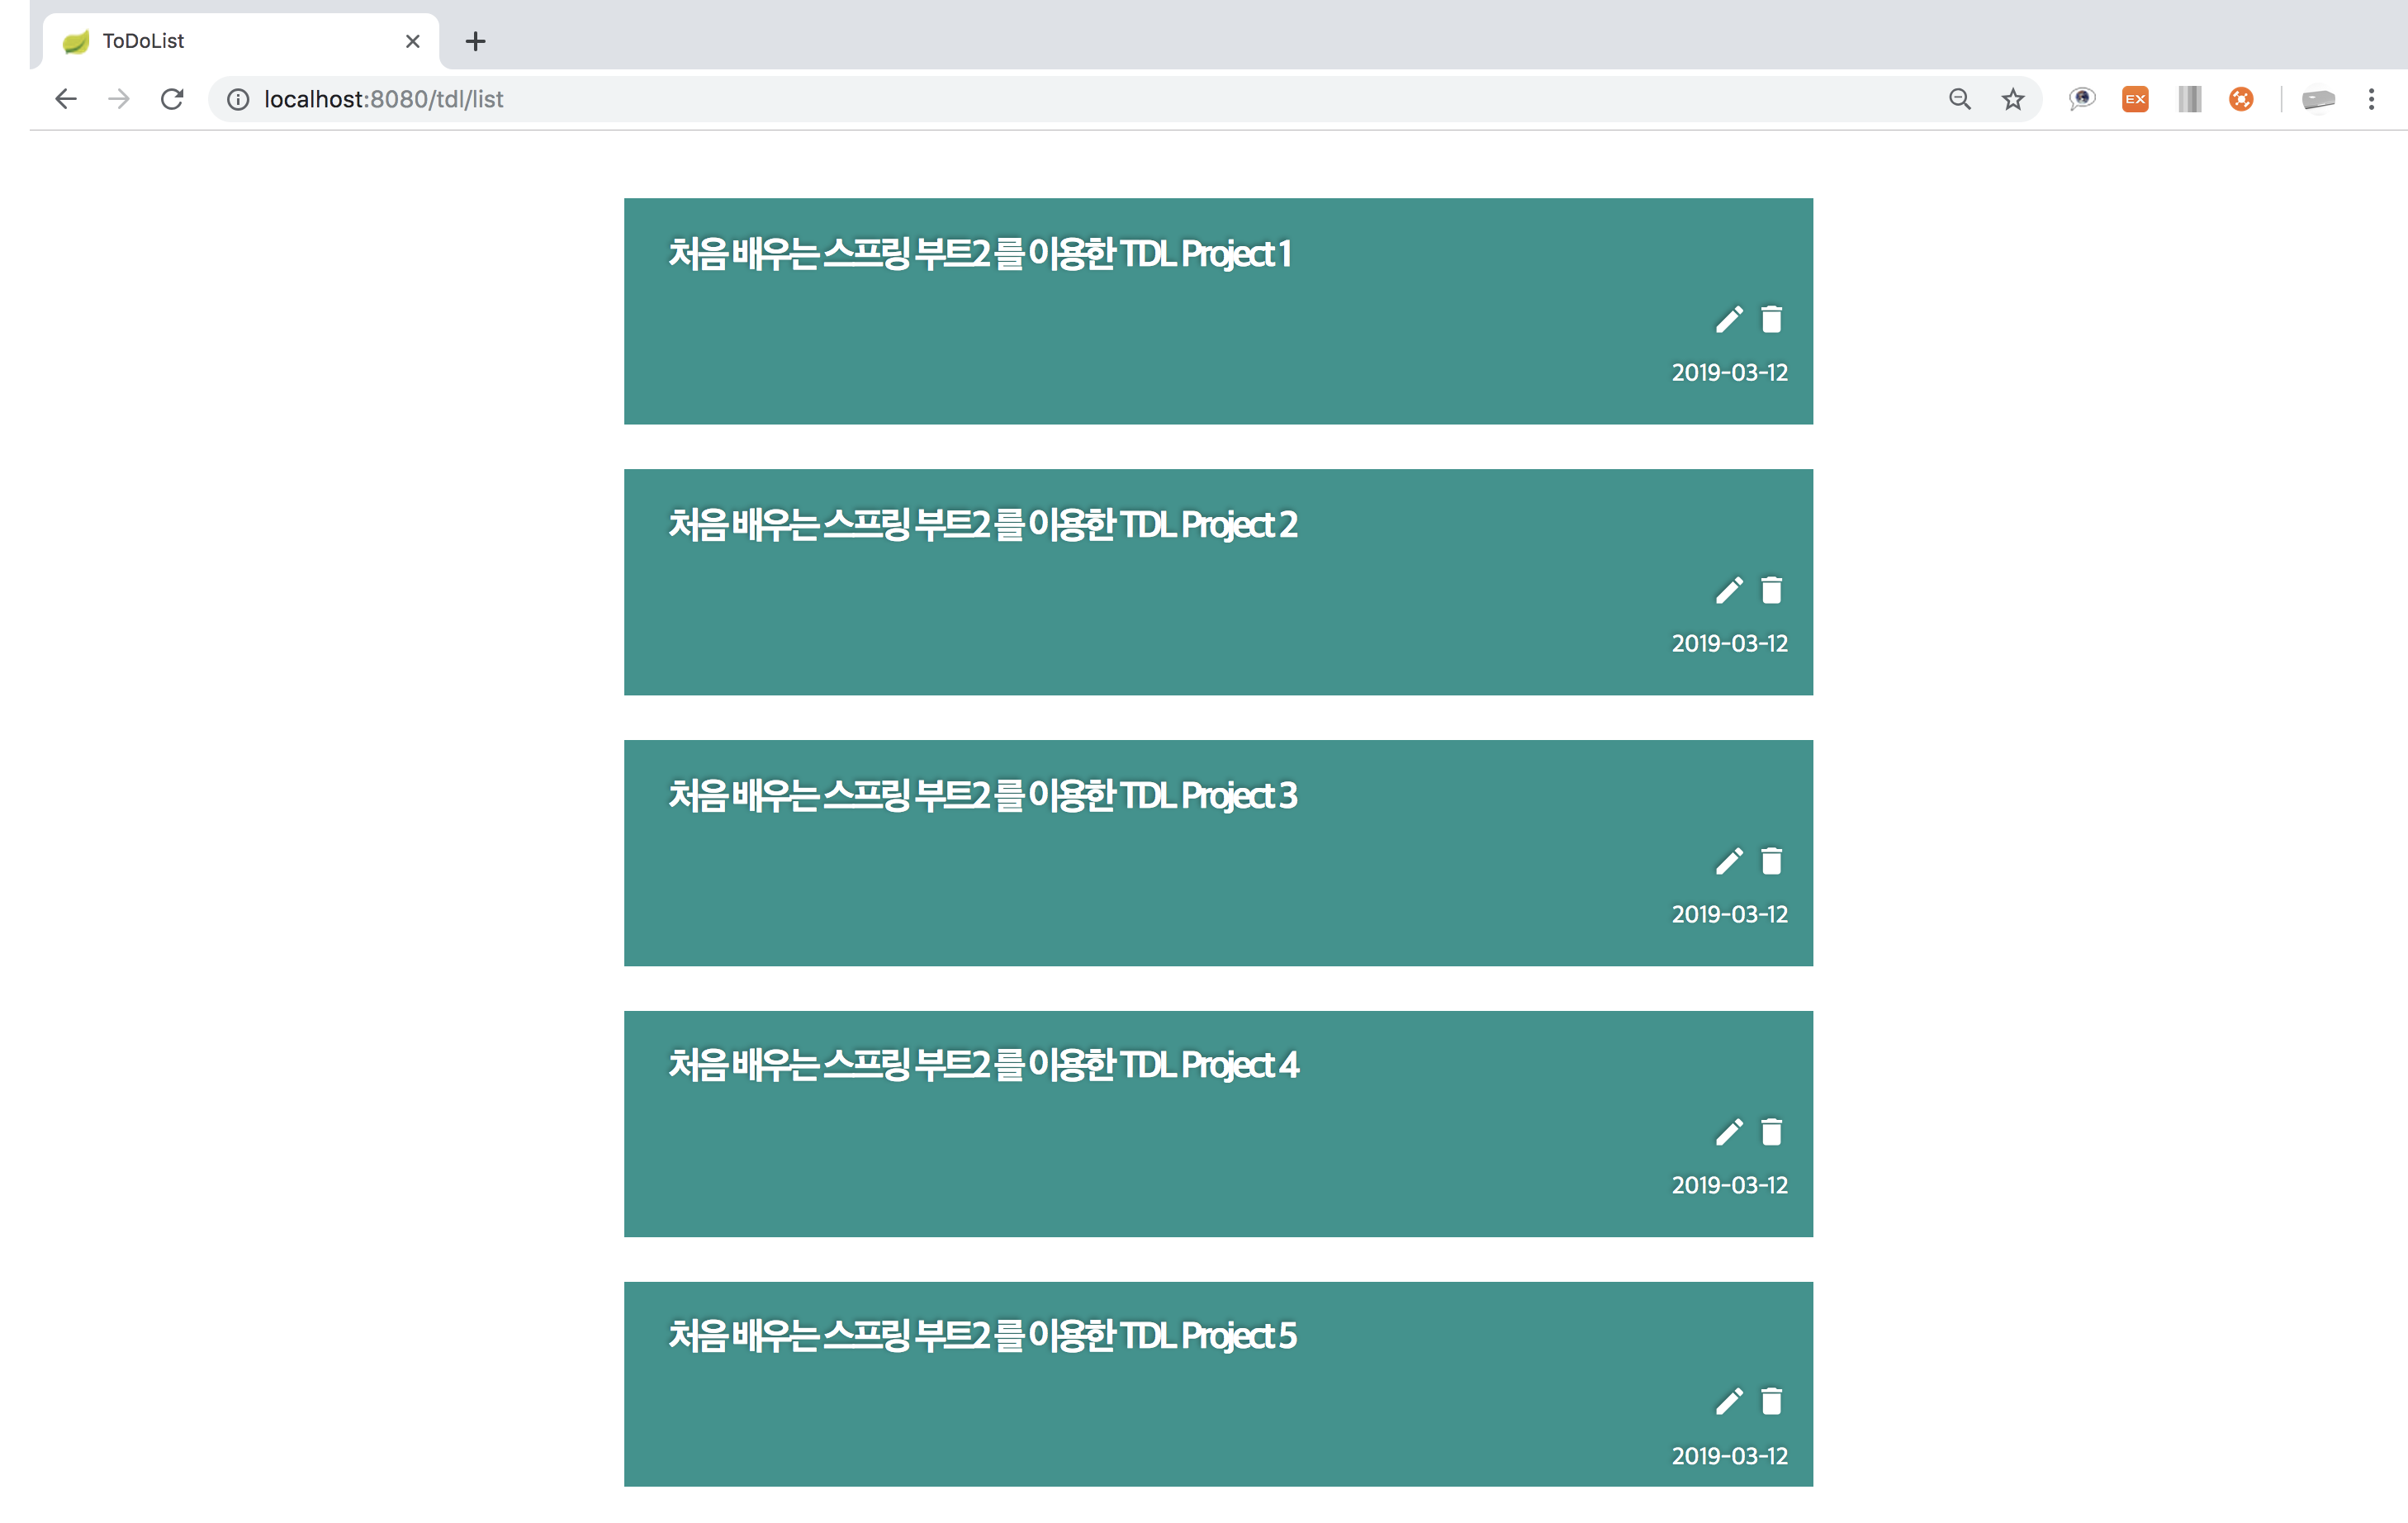 ToDoList
localhost:8080/tdl/list
EX
처음 배우는 스프링 부트2 를 이용한 TDL Project 1
2019-03-12
처음 배우는 스프링 부트2 를 이용한 TDL Project 2
2019-03-12
처음 배우는 스프링 부트2 를 이용한 TDL Project 3
2019-03-12
처음 배우는 스프링 부트2 를 이용한 TDL Project 4
2019-03-12
처음 배우는 스프링 부트2 를 이용한 TDL Project 5
2019-03-12